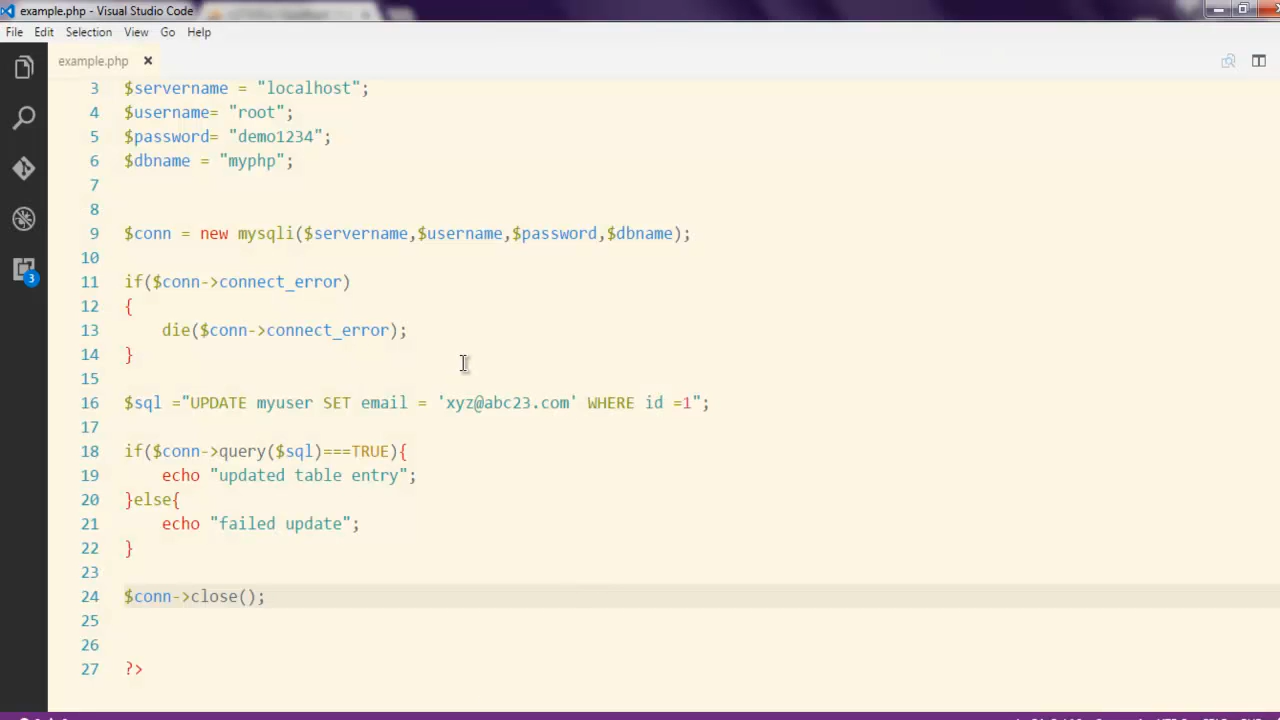 example.php - Visual Studio Code
File Edit Selection View Go Help
example.php
3 $servername = "localhost";
4 $username= "root";
5 $password= "demo1234";
6 $dbname = "myphp";
7
8
9 $conn = new mysqli($servername,$username,$password,$dbname);
10
11 if($conn->connect_error)
12 {
13 die($conn->connect_error);
14 }
15
16 $sql ="UPDATE myuser SET email = 'xyz@abc23.com' WHERE id =1";
17
18 if($conn->query($sql)===TRUE){
19 echo "updated table entry";
20 }else{
21 echo "failed update";
22 }
23
24 $conn->close();
25
26
27 ?>
3